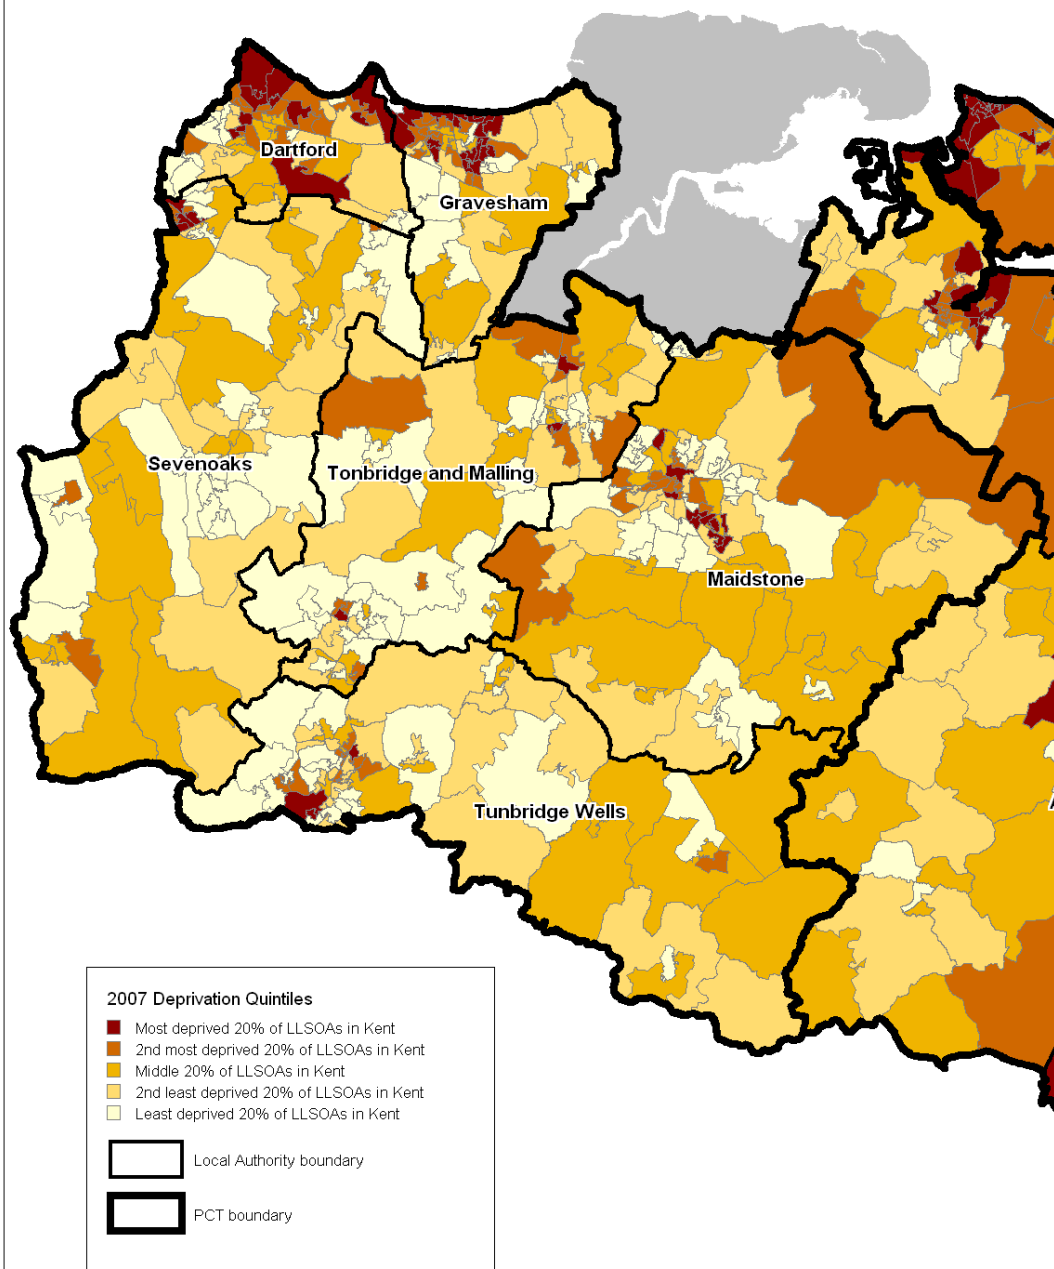 Dartford
Gravesham
Sevenoaks
Tonbridge and Malling
Maidstone
Tunbridge Wells
A
2007 Deprivation Quintiles
Most deprived 20% of LLSOAs in Kent
2nd most deprived 20% of LLSOAs in Kent
Middle 20% of LLSOAs in Kent
2nd least deprived 20% of LLSOAs in Kent
Least deprived 20% of LLSOAs in Kent
Local Authority boundary
PCT boundary